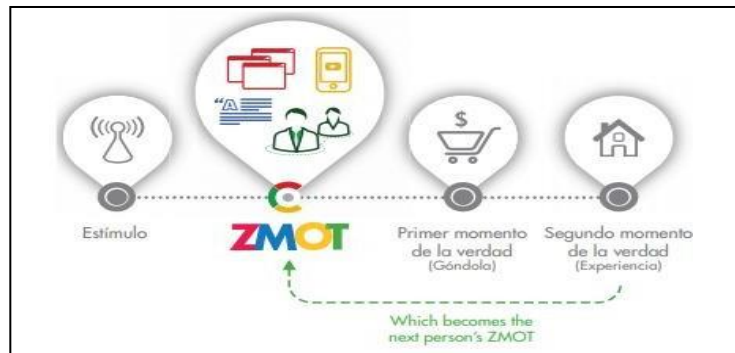 "A
$
Estímulo
ZMOT
Primer momento
de la verdad
(Góndola)
Segundo momento
de la verdad
(Experiencia)
Which becomes the
next person's ZMOT